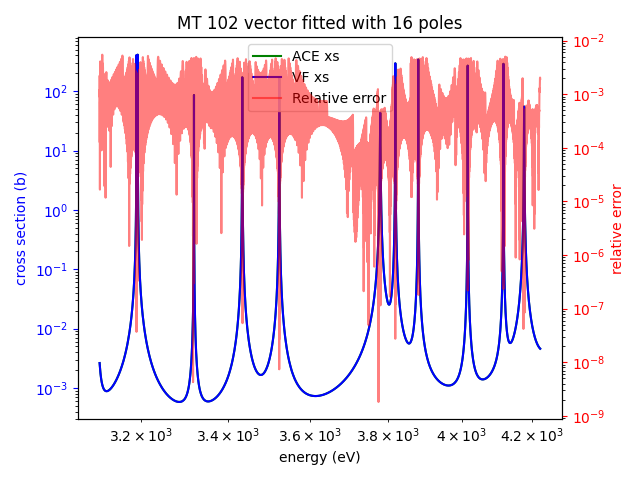 MT 102 vector fitted with 16 poles
ACE xs
VF xs
Relative error
10²
10¹
10⁰
10⁻¹
10⁻²
10⁻³
cross section (b)
10⁻²
10⁻³
10⁻⁴
10⁻⁵
10⁻⁶
10⁻⁷
10⁻⁸
10⁻⁹
relative error
3.2 × 10³ 3.4 × 10³ 3.6 × 10³ 3.8 × 10³ 4 × 10³ 4.2 × 10³
energy (eV)